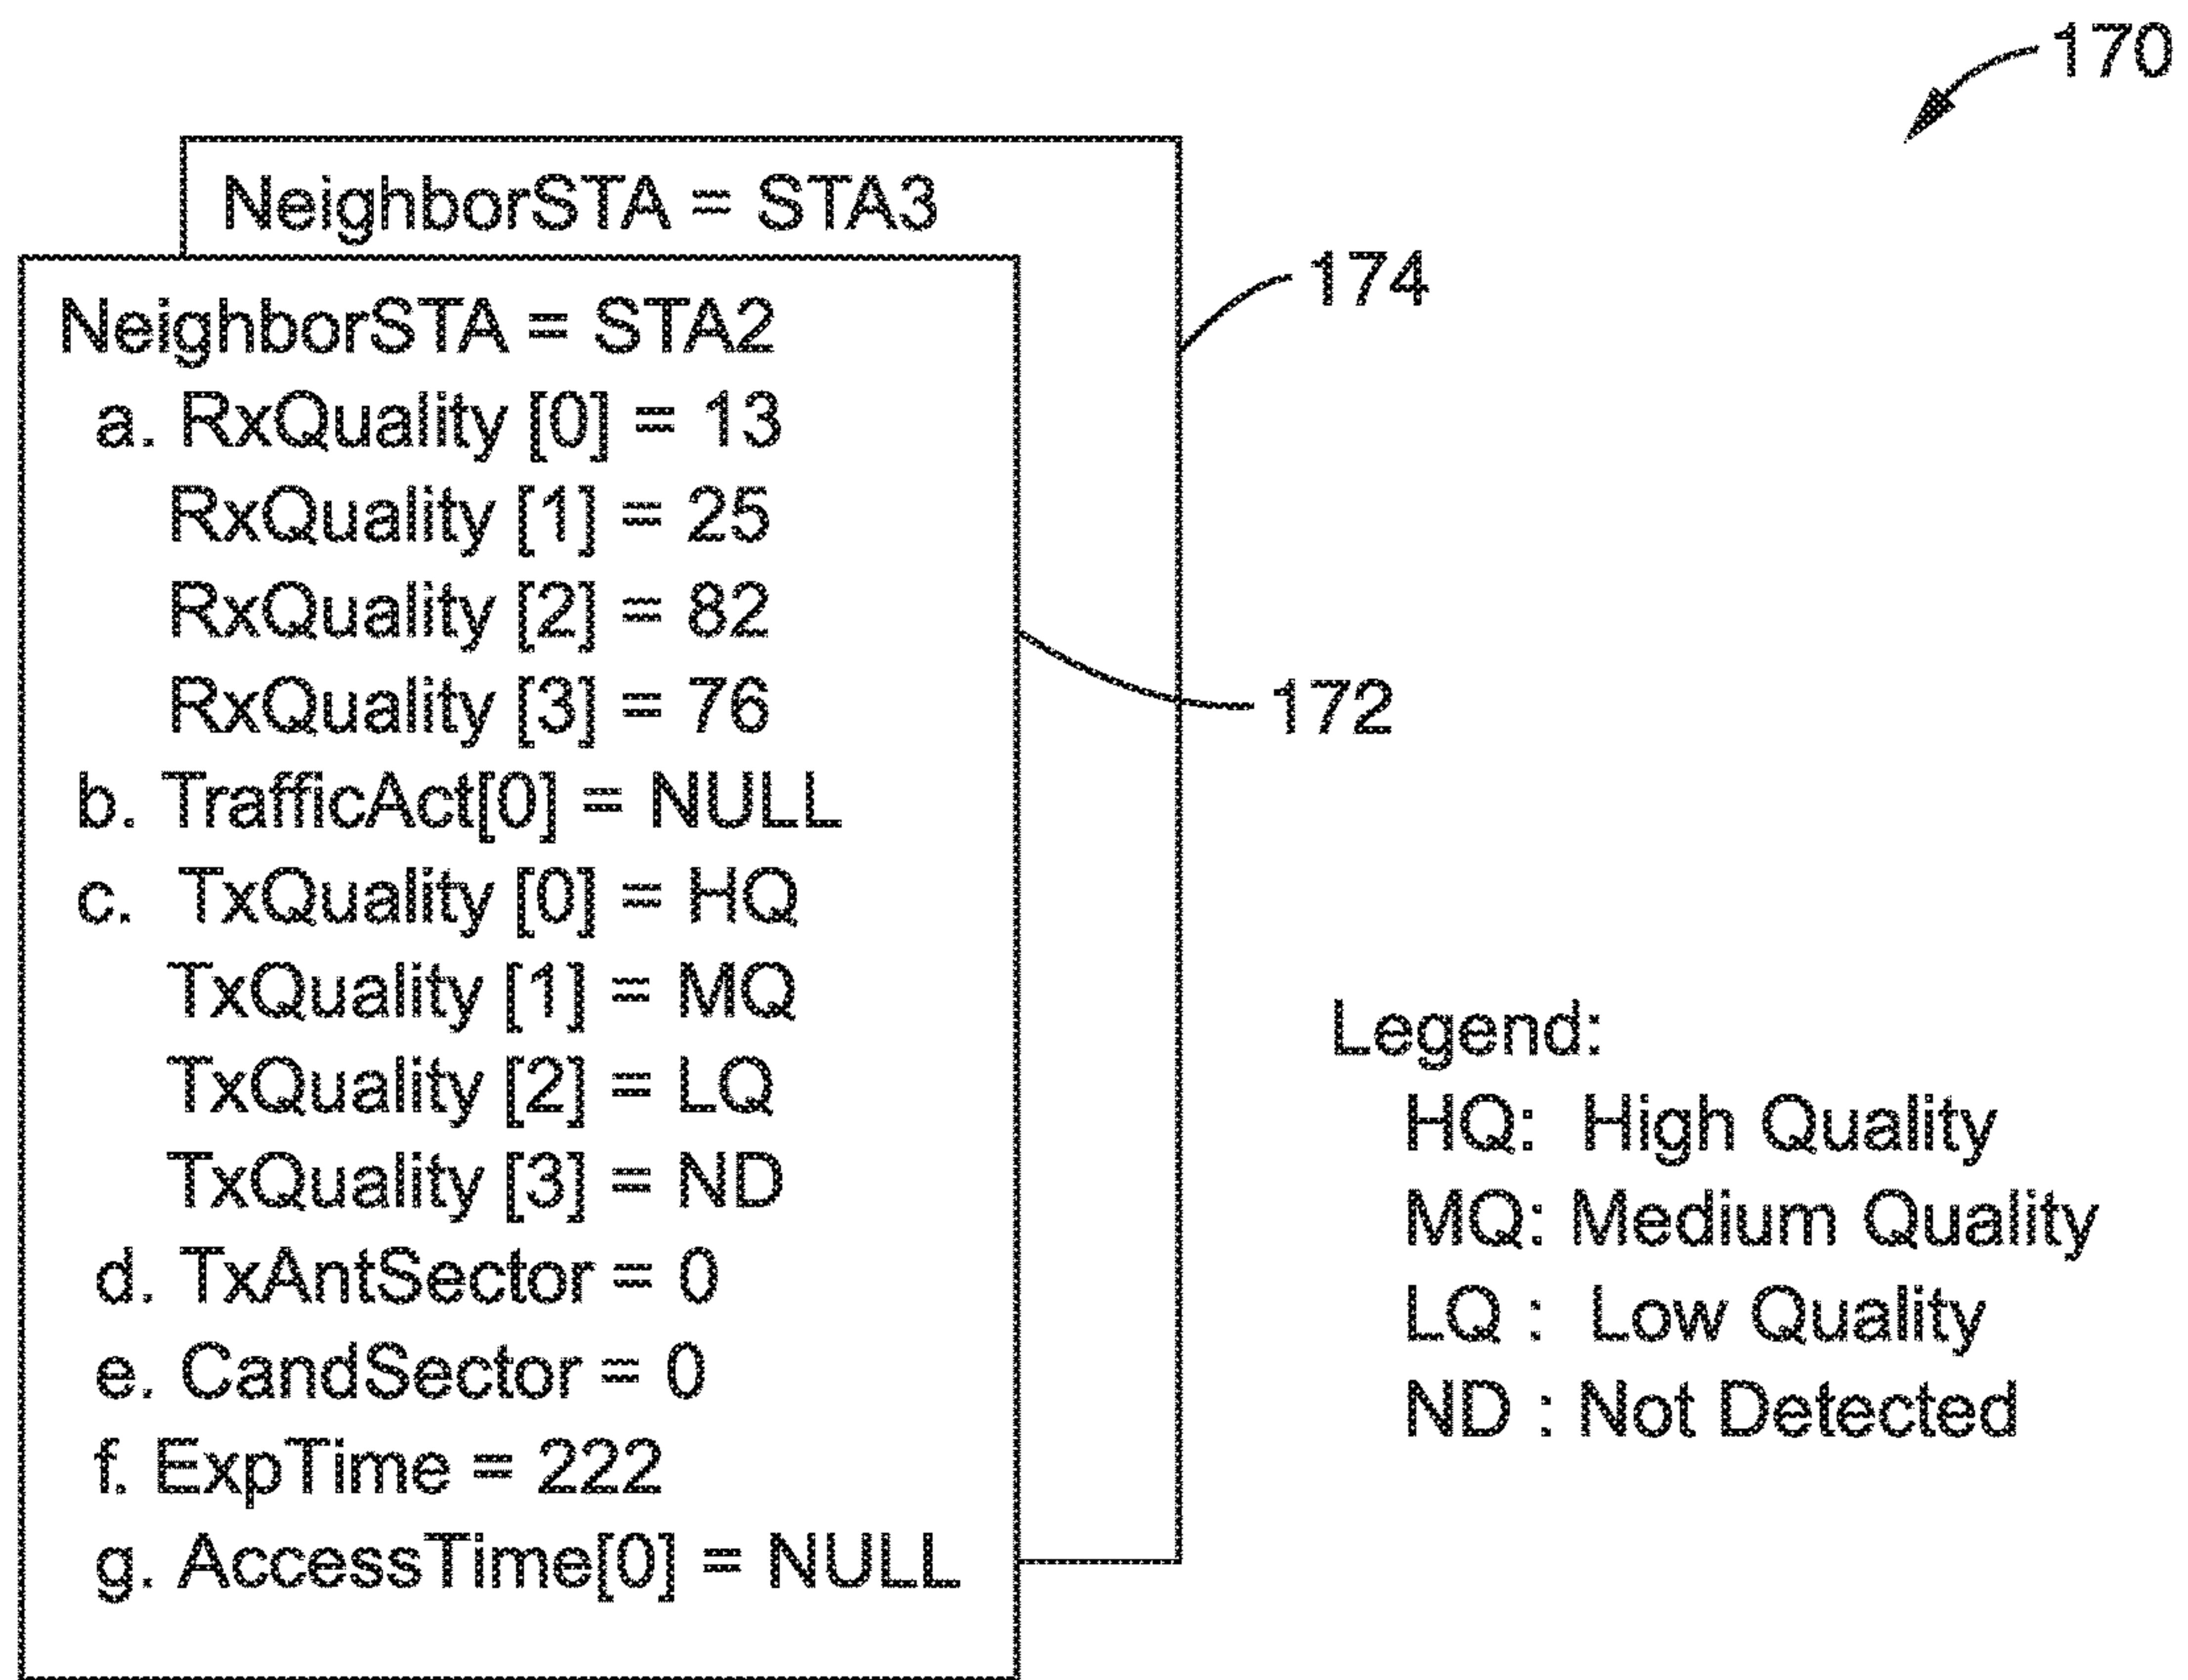 170
NeighborSTA = STA3
174
NeighborSTA = STA2
a. RxQuality [0] = 13
RxQuality [1] = 25
RxQuality [2] = 82
RxQuality [3] = 76
172
b. TrafficAct[0] = NULL
c. TxQuality [0] = HQ
TxQuality [1] = MQ
TxQuality [2] = LQ
TxQuality [3] = ND
d. TxAntSector = 0
e. CandSector = 0
f. ExpTime = 222
g. AccessTime[0] = NULL
Legend:
HQ: High Quality
MQ: Medium Quality
LQ : Low Quality
ND : Not Detected